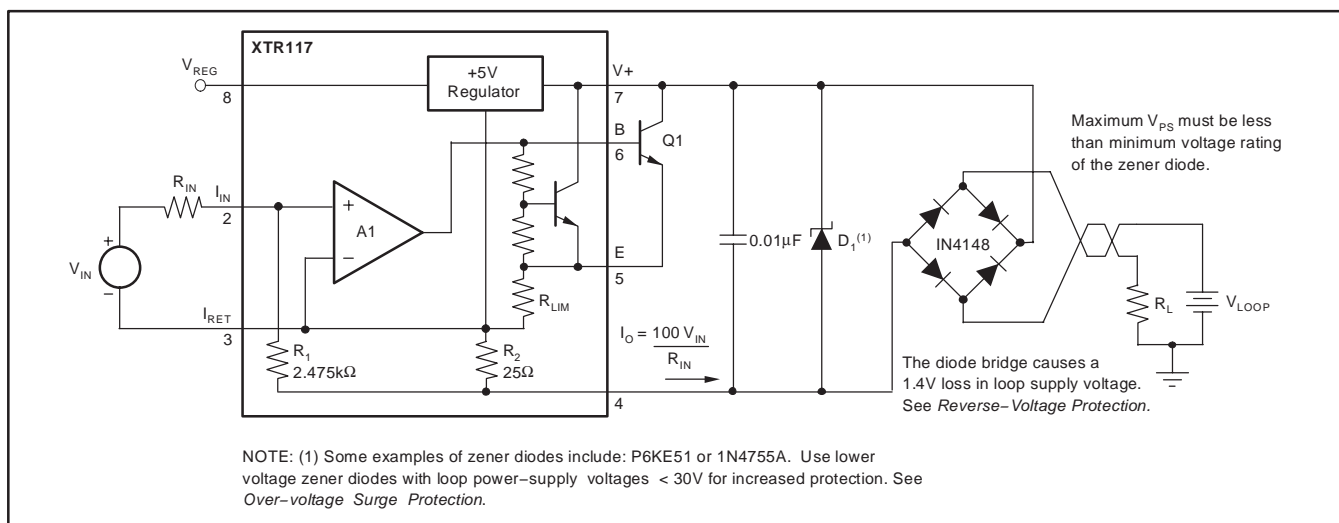 XTR117
V+
V_REG
+5V
Regulator
8
7
B
6
Q1
Maximum V_PS must be less
than minimum voltage rating
of the zener diode.
R_IN
I_IN
2
+
A1
−
0.01µF
D_1^(1)
IN4148
V_IN
+
−
E
5
R_LIM
R_L
V_LOOP
I_RET
3
I_O = 100 V_IN
R_IN
R_1
2.475kΩ
R_2
25Ω
4
The diode bridge causes a
1.4V loss in loop supply voltage.
See Reverse−Voltage Protection.
NOTE: (1) Some examples of zener diodes include: P6KE51 or 1N4755A. Use lower
voltage zener diodes with loop power−supply voltages < 30V for increased protection. See
Over−voltage Surge Protection.